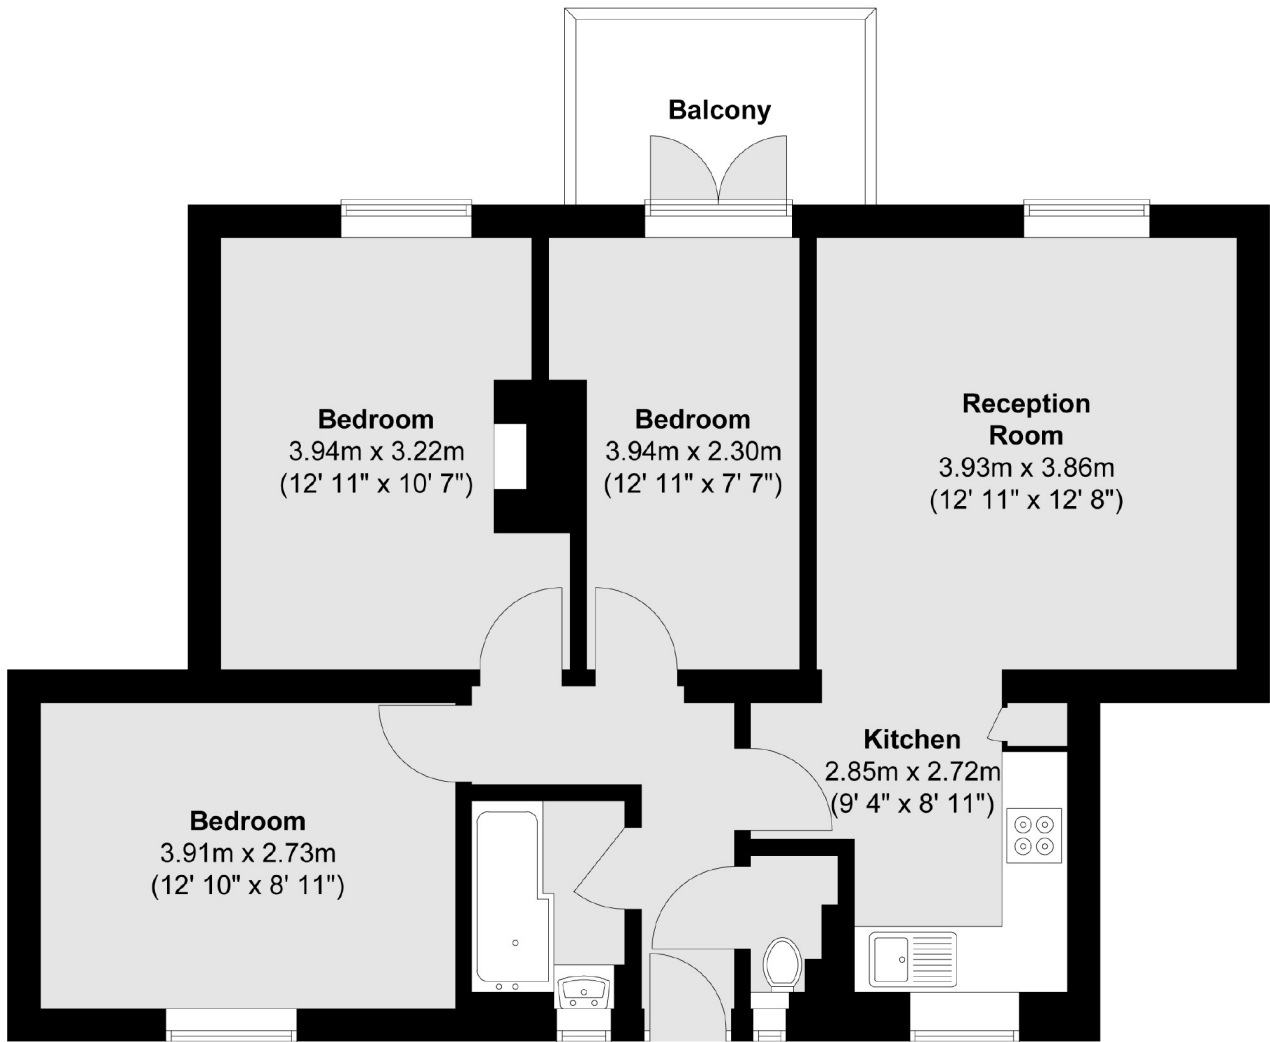 Balcony
Bedroom
3.94m x 3.22m
(12' 11" x 10' 7")
Bedroom
3.94m x 2.30m
(12' 11" x 7' 7")
Reception
Room
3.93m x 3.86m
(12' 11" x 12' 8")
Kitchen
2.85m x 2.72m
(9' 4" x 8' 11")
Bedroom
3.91m x 2.73m
(12' 10" x 8' 11")